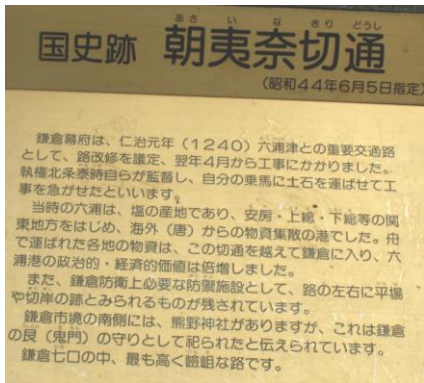 あさ い な きり どうし
国史跡 朝夷奈切通
(昭和44年6月5日指定)
鎌倉幕府は、仁治元年(1240)六浦津との重要交通路
として、路改修を議定、翌年4月から工事にかかりました。
執権北条泰時自らが監督し、自分の乗馬に土石を運ばせて工
事を急がせたといいます。
当時の六浦は、塩の産地であり、安房・上総・下総等の関
東地方をはじめ、海外(唐)からの物資集散の港でした。舟
で運ばれた各地の物資は、この切通を越えて鎌倉に入り、六
浦港の政治的・経済的価値は倍増しました。
また、鎌倉防衛上必要な防禦施設として、路の左右に平場
や切岸の跡とみられるものが残されています。
鎌倉市境の南側には、熊野神社がありますが、これは鎌倉
の艮(鬼門)の守りとして祀られたと伝えられています。
鎌倉七口の中、最も高く嶮岨な路です。